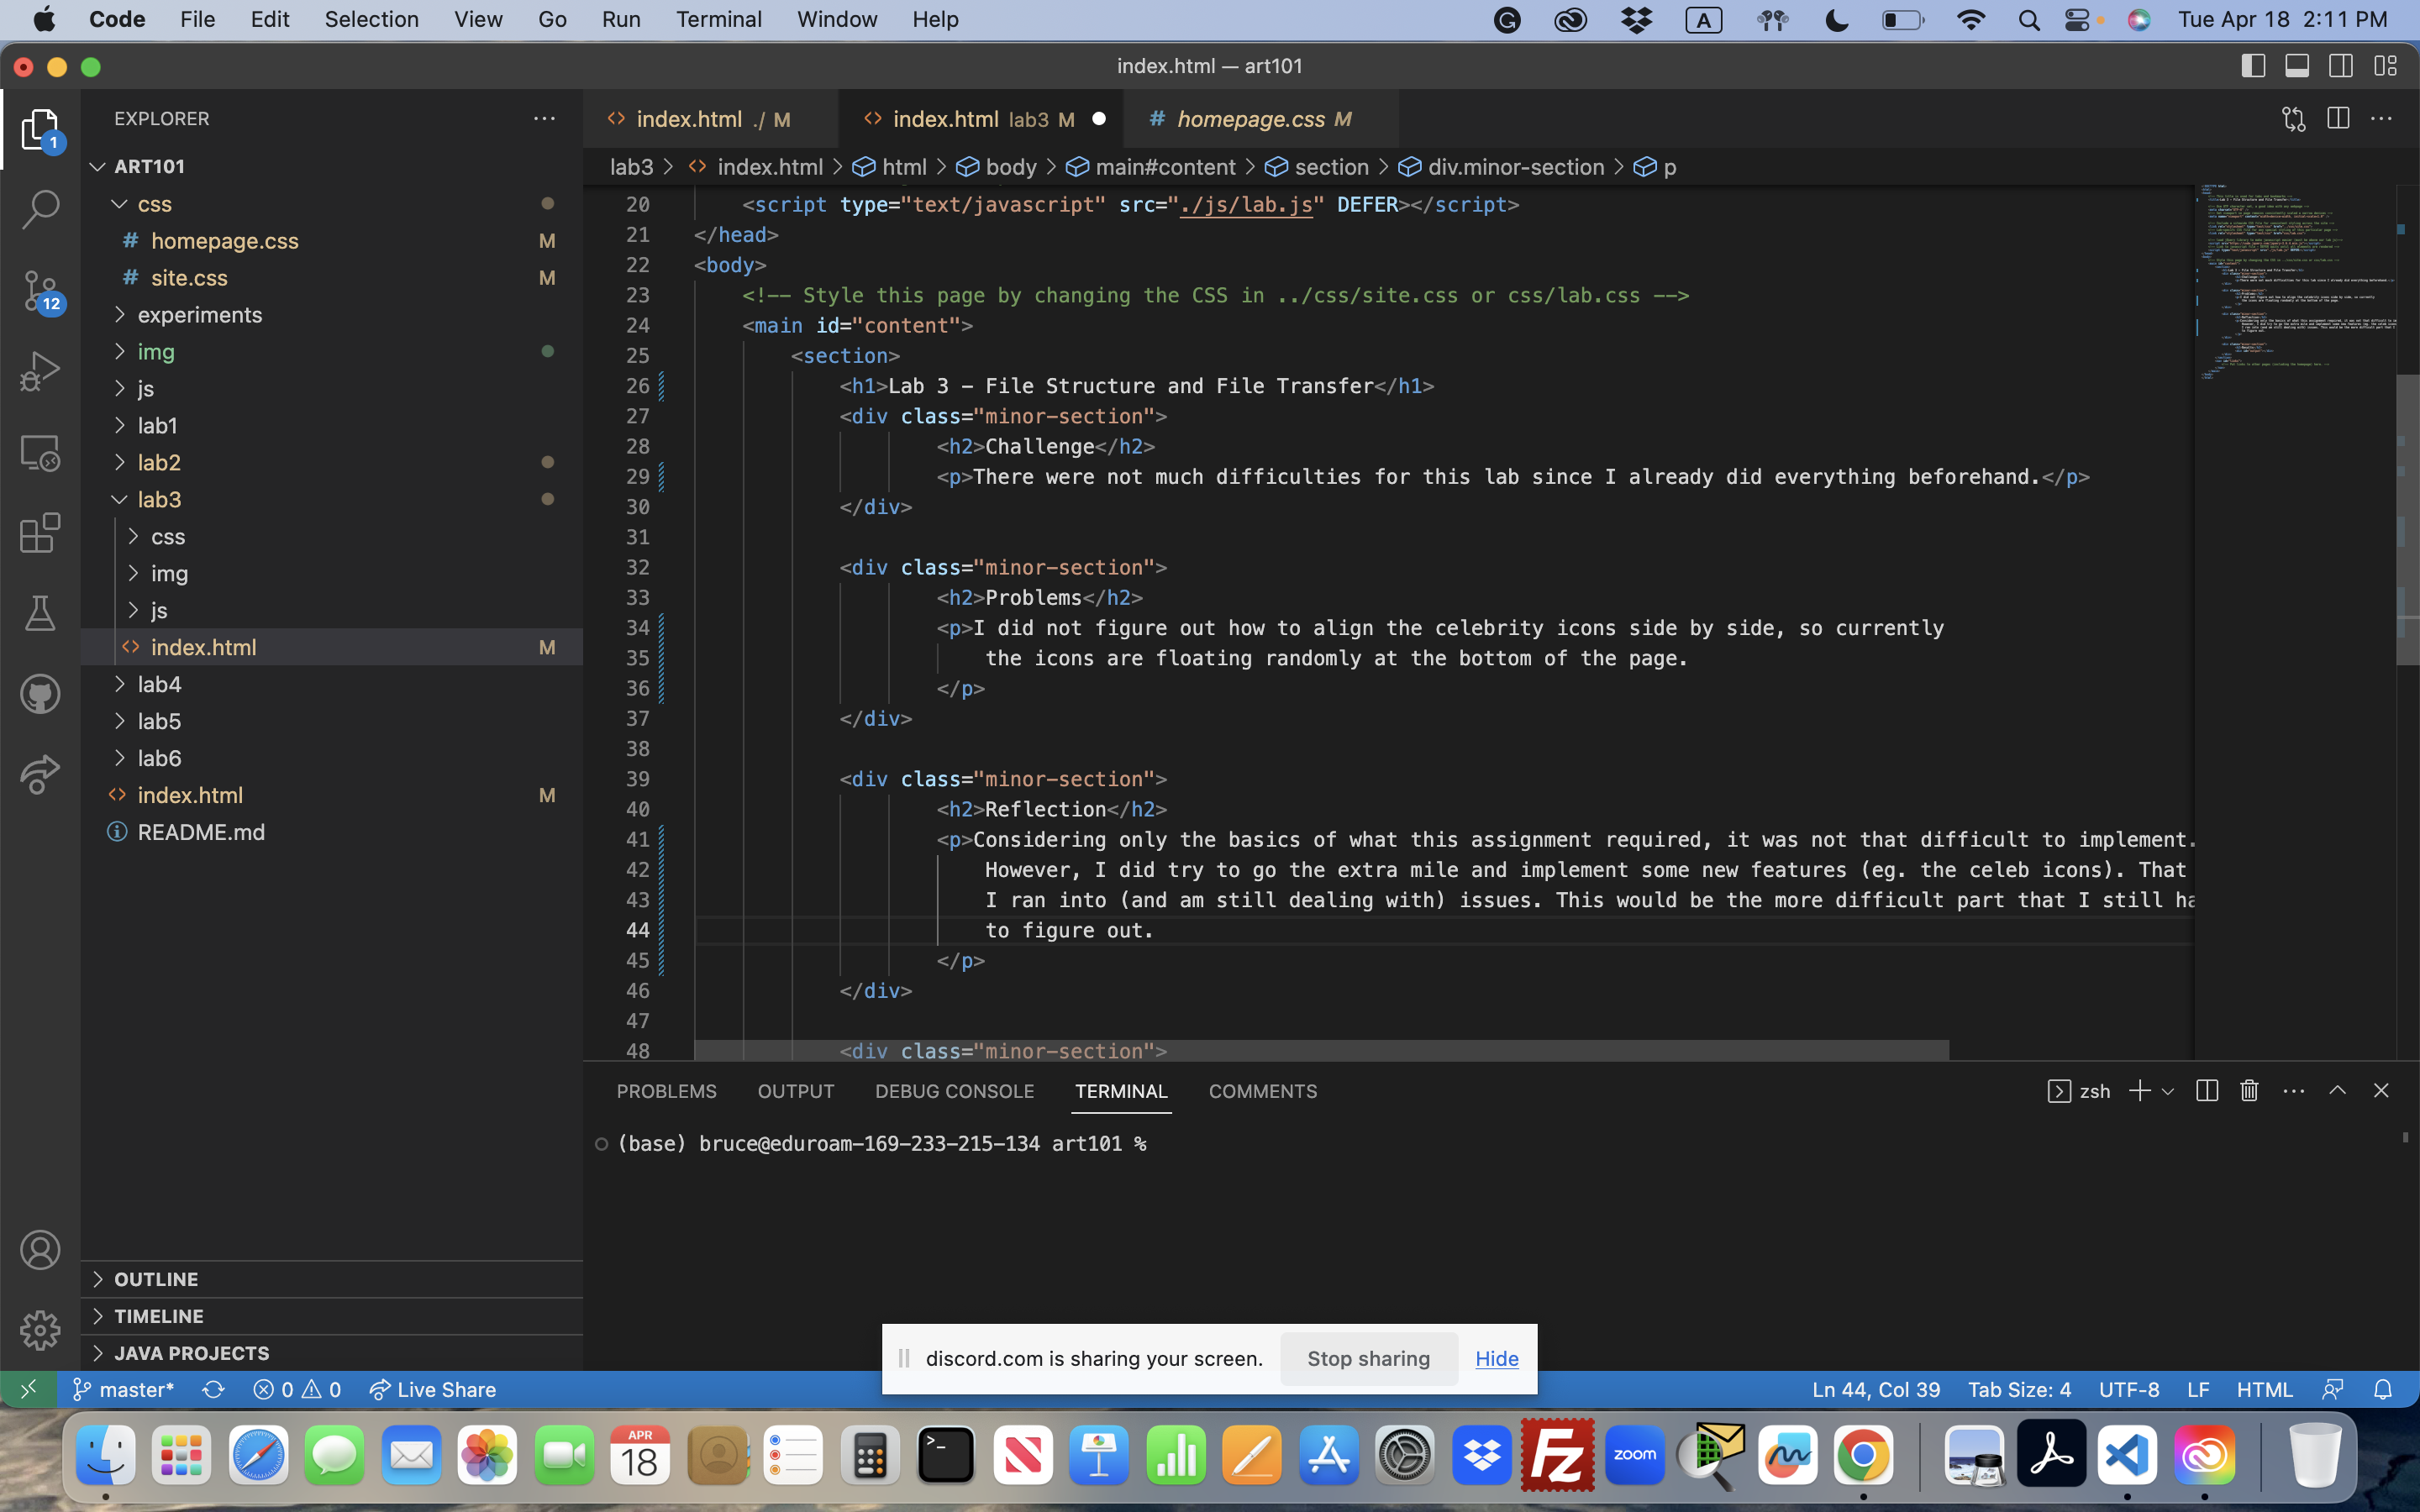 Code File Edit Selection View Go Run Terminal Window Help A Tue Apr 18 2:11 PM
index.html — art101
EXPLORER
ART101
css
# homepage.css M
# site.css M
experiments
img
js
lab1
lab2
lab3
css
img
js
index.html M
lab4
lab5
lab6
index.html M
README.md
OUTLINE
TIMELINE
JAVA PROJECTS
1
12
index.html ./ M index.html lab3 M # homepage.css M
lab3 > index.html > html > body > main#content > section > div.minor-section > p
20 <script type="text/javascript" src="./js/lab.js" DEFER></script>
21 </head>
22 <body>
23 <!-- Style this page by changing the CSS in ../css/site.css or css/lab.css -->
24 <main id="content">
25 <section>
26 <h1>Lab 3 - File Structure and File Transfer</h1>
27 <div class="minor-section">
28 <h2>Challenge</h2>
29 <p>There were not much difficulties for this lab since I already did everything beforehand.</p>
30 </div>
31
32 <div class="minor-section">
33 <h2>Problems</h2>
34 <p>I did not figure out how to align the celebrity icons side by side, so currently
35 the icons are floating randomly at the bottom of the page.
36 </p>
37 </div>
38
39 <div class="minor-section">
40 <h2>Reflection</h2>
41 <p>Considering only the basics of what this assignment required, it was not that difficult to implement.
42 However, I did try to go the extra mile and implement some new features (eg. the celeb icons). That
43 I ran into (and am still dealing with) issues. This would be the more difficult part that I still ha
44 to figure out.
45 </p>
46 </div>
47
48 <div class="minor-section">
PROBLEMS OUTPUT DEBUG CONSOLE TERMINAL COMMENTS zsh
(base) bruce@eduroam-169-233-215-134 art101 %
discord.com is sharing your screen. Stop sharing Hide
master* 0 0 Live Share Ln 44, Col 39 Tab Size: 4 UTF-8 LF HTML
APR
18
>_
Fz
zoom